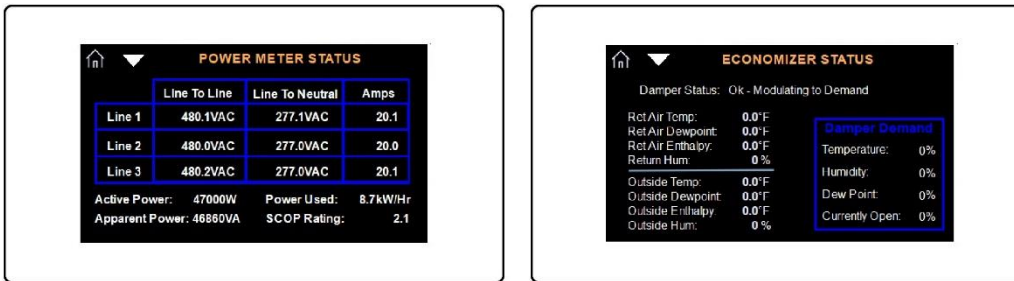 POWER METER STATUS
Line To Line Line To Neutral Amps
Line 1 480.1VAC 277.1VAC 20.1
Line 2 480.0VAC 277.0VAC 20.0
Line 3 480.2VAC 277.0VAC 20.1
Active Power: 47000W Power Used: 8.7kW/Hr
Apparent Power: 46860VA SCOP Rating: 2.1
ECONOMIZER STATUS
Damper Status: Ok - Modulating to Demand
Ret Air Temp: 0.0°F
Ret Air Dewpoint: 0.0°F
Ret Air Enthalpy: 0.0°F
Return Hum: 0 %
Outside Temp: 0.0°F
Outside Dewpoint: 0.0°F
Outside Enthalpy: 0.0°F
Outside Hum: 0 %
Damper Demand
Temperature: 0%
Humidity: 0%
Dew Point: 0%
Currently Open: 0%